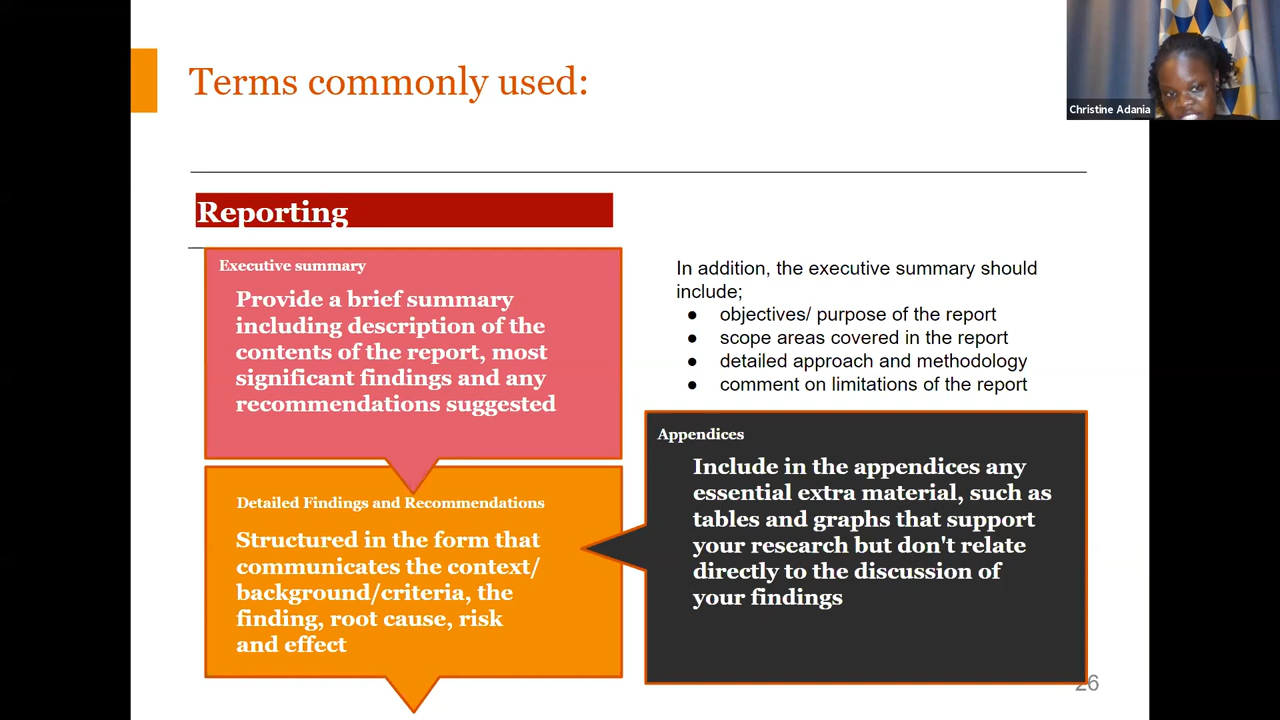 Terms commonly used:
Christine Adania
Reporting
Executive summary
Provide a brief summary
including description of the
contents of the report, most
significant findings and any
recommendations suggested
In addition, the executive summary should
include;
● objectives/ purpose of the report
● scope areas covered in the report
● detailed approach and methodology
● comment on limitations of the report
Detailed Findings and Recommendations
Structured in the form that
communicates the context/
background/criteria, the
finding, root cause, risk
and effect
Appendices
Include in the appendices any
essential extra material, such as
tables and graphs that support
your research but don't relate
directly to the discussion of
your findings
26